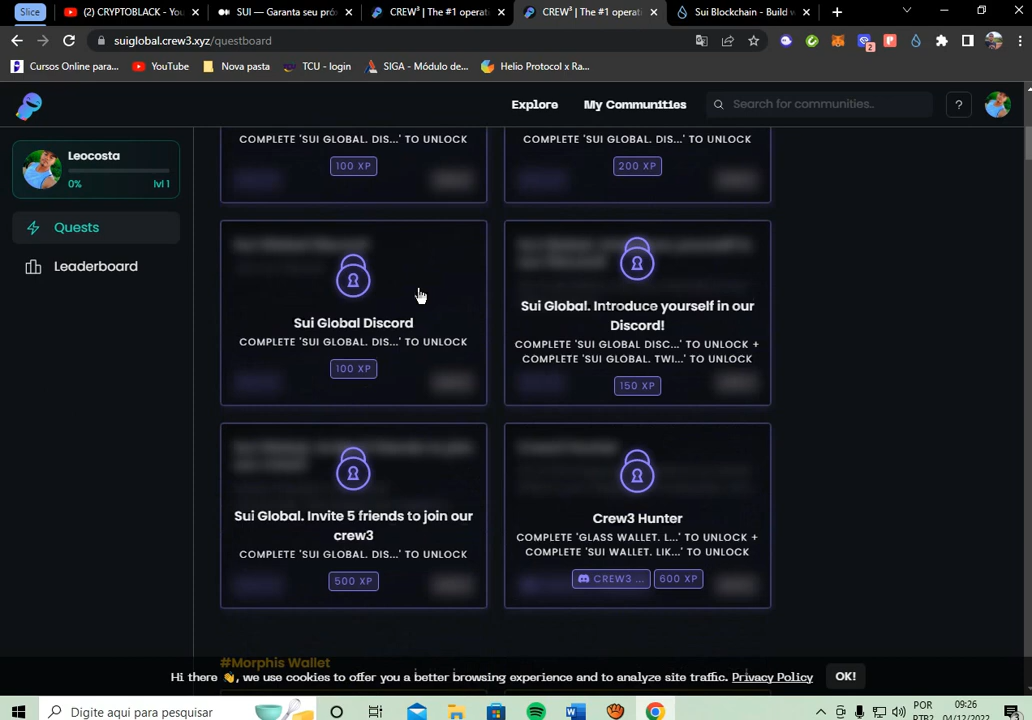 Slice
(2) CRYPTOBLACK - You
SUI — Garanta seu pró
CREW³ | The #1 operati
CREW³ | The #1 operati
Sui Blockchain - Build w
suiglobal.crew3.xyz/questboard
2
Cursos Online para...
YouTube
Nova pasta
TCU - login
SIGA - Módulo de...
Helio Protocol x Ra...
Explore
My Communities
Search for communities..
?
Leocosta
0%
lvl 1
Quests
Leaderboard
COMPLETE 'SUI GLOBAL. DIS...' TO UNLOCK
100 XP
COMPLETE 'SUI GLOBAL. DIS...' TO UNLOCK
200 XP
Sui Global Discord
COMPLETE 'SUI GLOBAL. DIS...' TO UNLOCK
100 XP
Sui Global. Introduce yourself in our
Discord!
COMPLETE 'SUI GLOBAL DISC...' TO UNLOCK +
COMPLETE 'SUI GLOBAL. TWI...' TO UNLOCK
150 XP
Sui Global. Invite 5 friends to join our
crew3
COMPLETE 'SUI GLOBAL. DIS...' TO UNLOCK
500 XP
Crew3 Hunter
COMPLETE 'GLASS WALLET. L...' TO UNLOCK +
COMPLETE 'SUI WALLET. LIK...' TO UNLOCK
CREW3 ...
600 XP
#Morphis Wallet
Hi there 👋, we use cookies to offer you a better browsing experience and to analyze site traffic. Privacy Policy
OK!
Digite aqui para pesquisar
POR
PTB2
09:26
04/12/2022